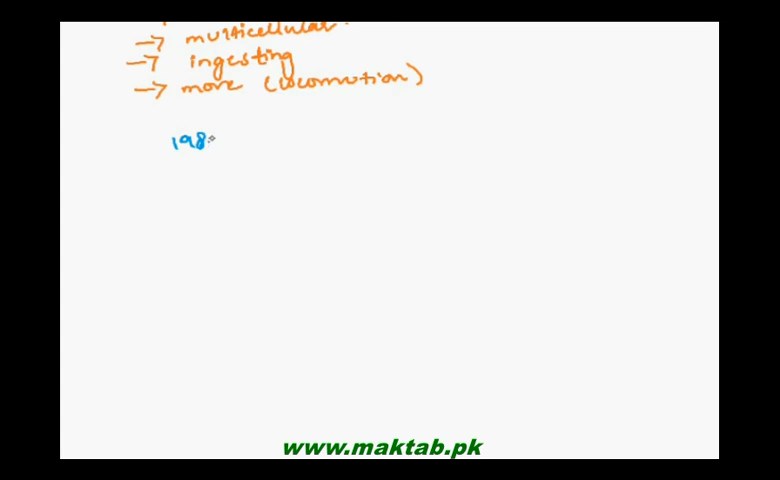 → multicellular.
→ ingesting
→ move (locomotion)
198
www.maktab.pk